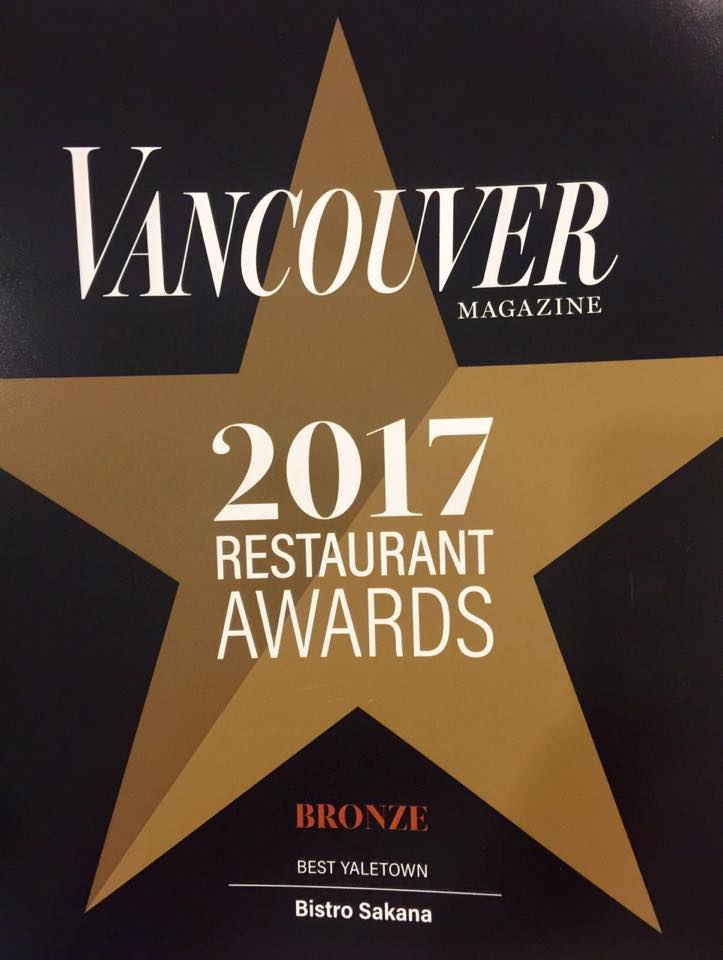 VANCOUVER
MAGAZINE
2017
RESTAURANT
AWARDS
BRONZE
BEST YALETOWN
Bistro Sakana